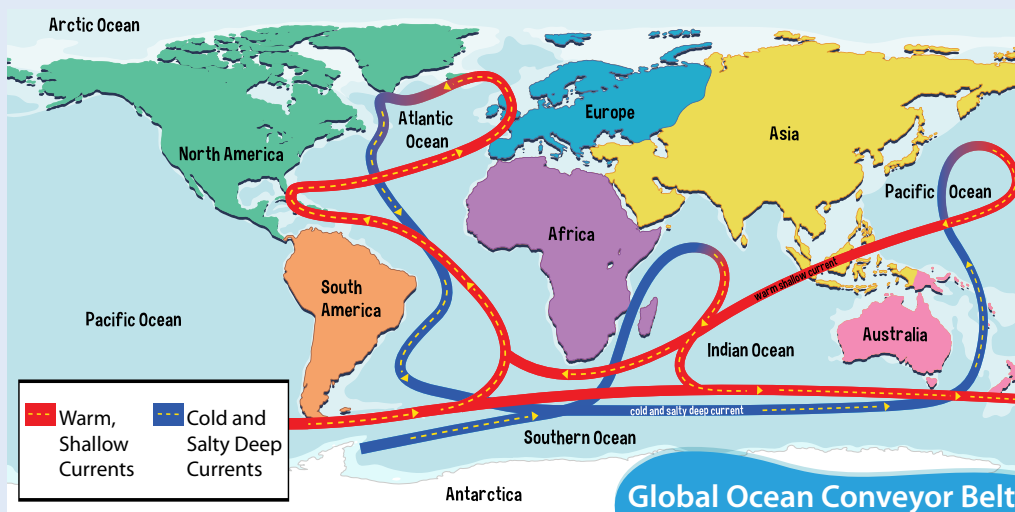 Arctic Ocean
Atlantic
Ocean
Europe
Asia
North America
Pacific Ocean
Africa
warm shallow current
South
America
Pacific Ocean
Indian Ocean
Australia
Warm,
Shallow
Currents
Cold and
Salty Deep
Currents
cold and salty deep current
Southern Ocean
Antarctica
Global Ocean Conveyor Belt